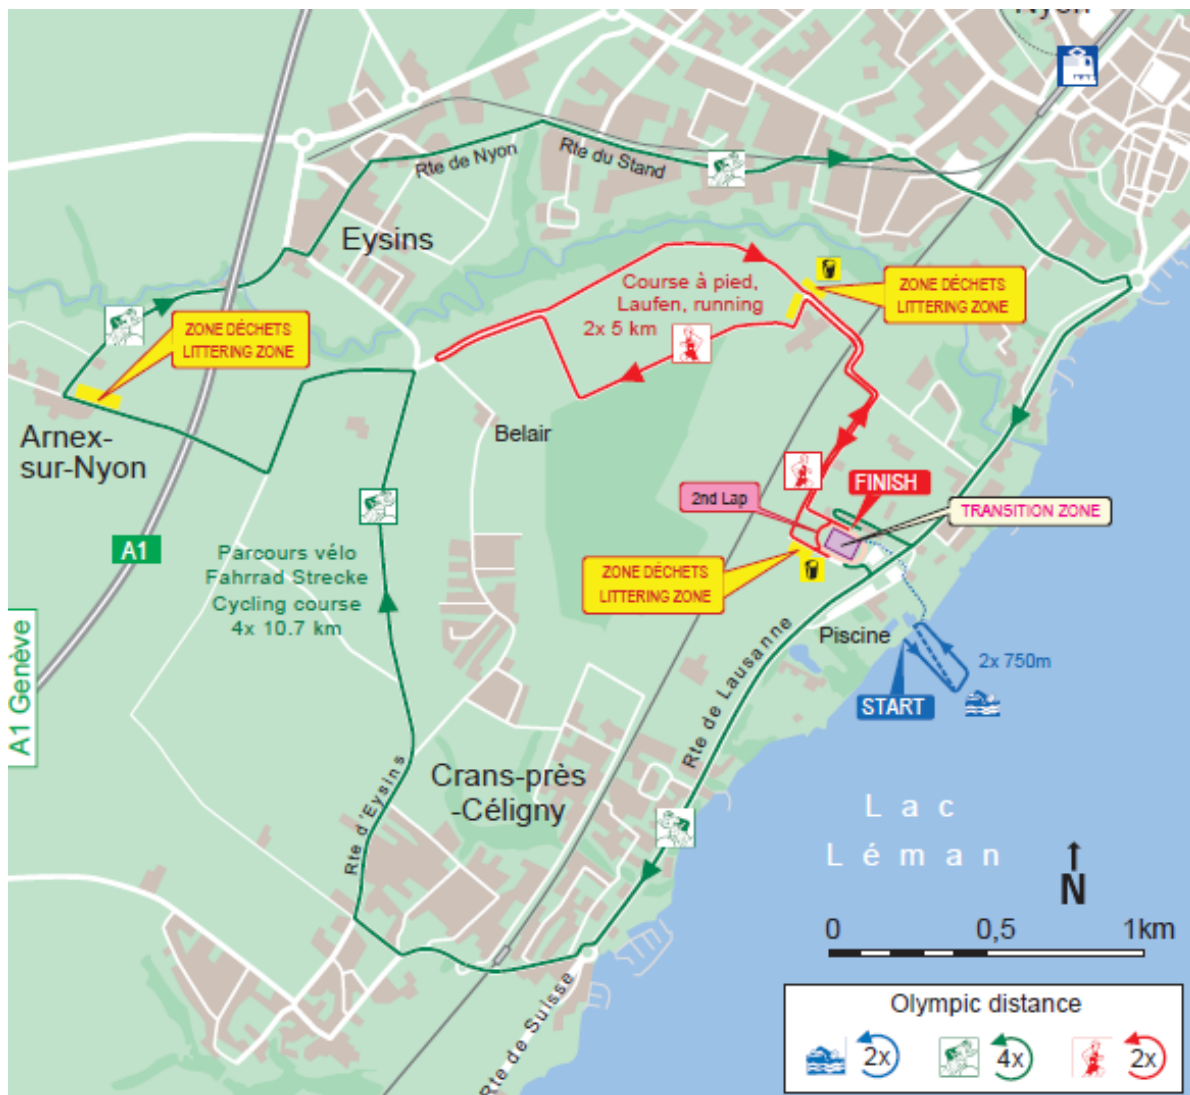 Nyon
Rte de Nyon
Rte du Stand
Eysins
Course à pied,
Laufen, running
2x 5 km
ZONE DÉCHETS
LITTERING ZONE
ZONE DÉCHETS
LITTERING ZONE
Arnex-
sur-Nyon
Belair
2nd Lap
FINISH
TRANSITION ZONE
A1
Parcours vélo
Fahrrad Strecke
Cycling course
4x 10.7 km
ZONE DÉCHETS
LITTERING ZONE
A1 Genève
Piscine
2x 750m
START
Rte de Lausanne
Rte d'Eysins
Crans-près
-Céligny
Lac
Léman
N
0 0,5 1km
Rte de Suisse
Olympic distance
2x 4x 2x